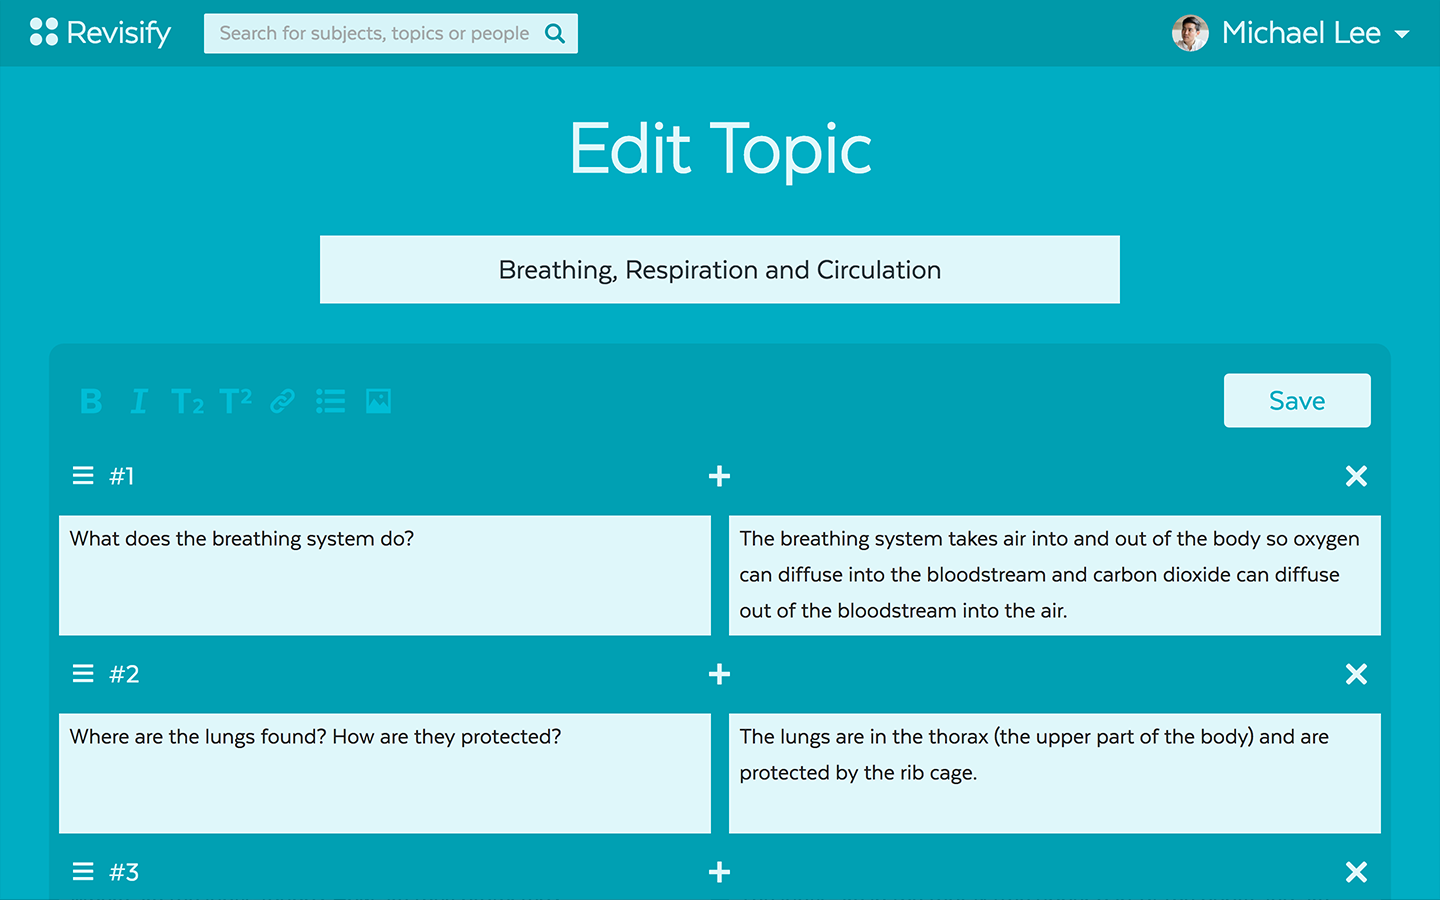 Revisify
Search for subjects, topics or people
Michael Lee
Edit Topic
Breathing, Respiration and Circulation
B I T2 T2
Save
#1
What does the breathing system do?
The breathing system takes air into and out of the body so oxygen
can diffuse into the bloodstream and carbon dioxide can diffuse
out of the bloodstream into the air.
#2
Where are the lungs found? How are they protected?
The lungs are in the thorax (the upper part of the body) and are
protected by the rib cage.
#3